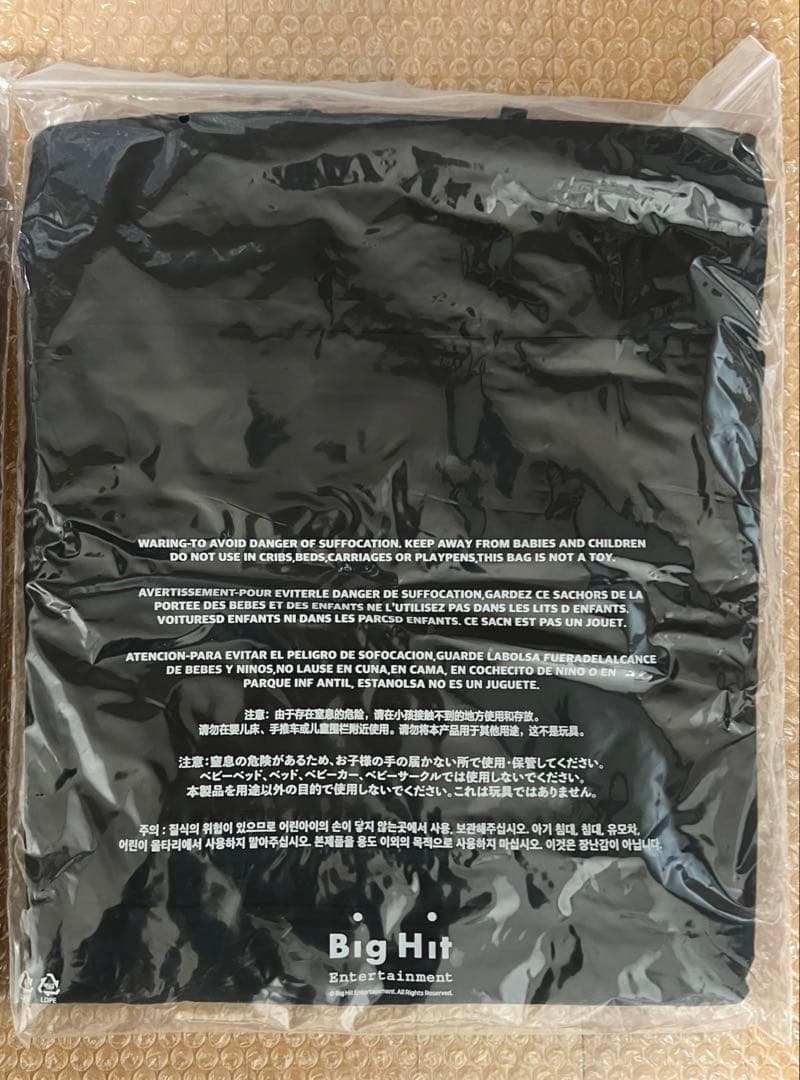 WARING-TO AVOID DANGER OF SUFFOCATION. KEEP AWAY FROM BABIES AND CHILDREN
DO NOT USE IN CRIBS,BEDS,CARRIAGES OR PLAYPENS,THIS BAG IS NOT A TOY.
AVERTISSEMENT-POUR EVITERLE DANGER DE SUFFOCATION,GARDEZ CE SACHORS DE LA
PORTEE DES BEBES ET DES ENFANTS NE L'UTILISEZ PAS DANS LES LITS D ENFANTS.
VOITURESD ENFANTS NI DANS LES PARCSD ENFANTS. CE SACN EST PAS UN JOUET.
ATENCION-PARA EVITAR EL PELIGRO DE SOFOCACION,GUARDE LABOLSA FUERADELALCANCE
DE BEBES Y NINOS,NO LAUSE EN CUNA,EN CAMA, EN COCHECITO DE NINO O EN
PARQUE INF ANTIL, ESTANOLSA NO ES UN JUGUETE.
注意：由于存在窒息的危险，请在小孩接触不到的地方使用和存放。
请勿在婴儿床、手推车或儿童围栏附近使用。请勿将本产品用于其他用途，这不是玩具。
注意：窒息の危険があるため、お子様の手の届かない所で使用・保管してください。
ベビーベッド、ベッド、ベビーカー、ベビーサークルでは使用しないでください。
本製品を用途以外の目的で使用しないでください。これは玩具ではありません。
주의 : 질식의 위험이 있으므로 어린아이의 손이 닿지 않는곳에서 사용, 보관해주십시오. 아기 침대, 침대, 유모차,
어린이 울타리에서 사용하지 말아주십시오. 본제품을 용도 이외의 목적으로 사용하지 마십시오. 이것은 장난감이 아닙니다.
Big Hit
Entertainment
© Big Hit Entertainment. All Rights Reserved.
LDPE